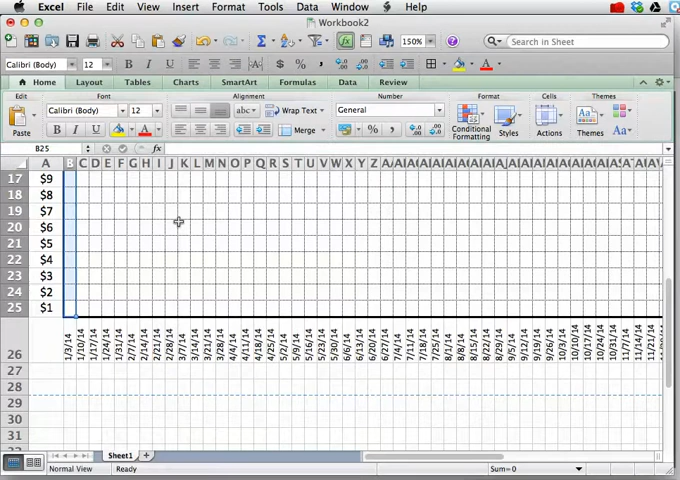 Excel File Edit View Insert Format Tools Data Window Help
Workbook2
150% Search in Sheet
Calibri (Body) 12 B I U
Home Layout Tables Charts SmartArt Formulas Data Review
Edit Font Alignment Number Format Cells Themes
Calibri (Body) 12 abc Wrap Text General
Paste B I U Merge % Conditional Formatting Styles Actions Themes
B25 fx
A B C D E F G H I J K L M N O P Q R S T U V W X Y Z
17 $9
18 $8
19 $7
20 $6
21 $5
22 $4
23 $3
24 $2
25 $1
26 1/3/14 1/10/14 1/17/14 1/24/14 1/31/14 2/7/14 2/14/14 2/21/14 2/28/14 3/7/14 3/14/14 3/21/14 3/28/14 4/4/14 4/11/14 4/18/14 4/25/14 5/2/14 5/9/14 5/16/14 5/23/14 5/30/14 6/6/14 6/13/14 6/20/14 6/27/14 7/4/14 7/11/14 7/18/14 7/25/14 8/1/14 8/8/14 8/15/14 8/22/14 8/29/14 9/5/14 9/12/14 9/19/14 9/26/14 10/3/14 10/10/14 10/17/14 10/24/14 10/31/14 11/7/14 11/14/14 11/21/14
27
28
29
30
31
Sheet1
Normal View Ready Sum=0